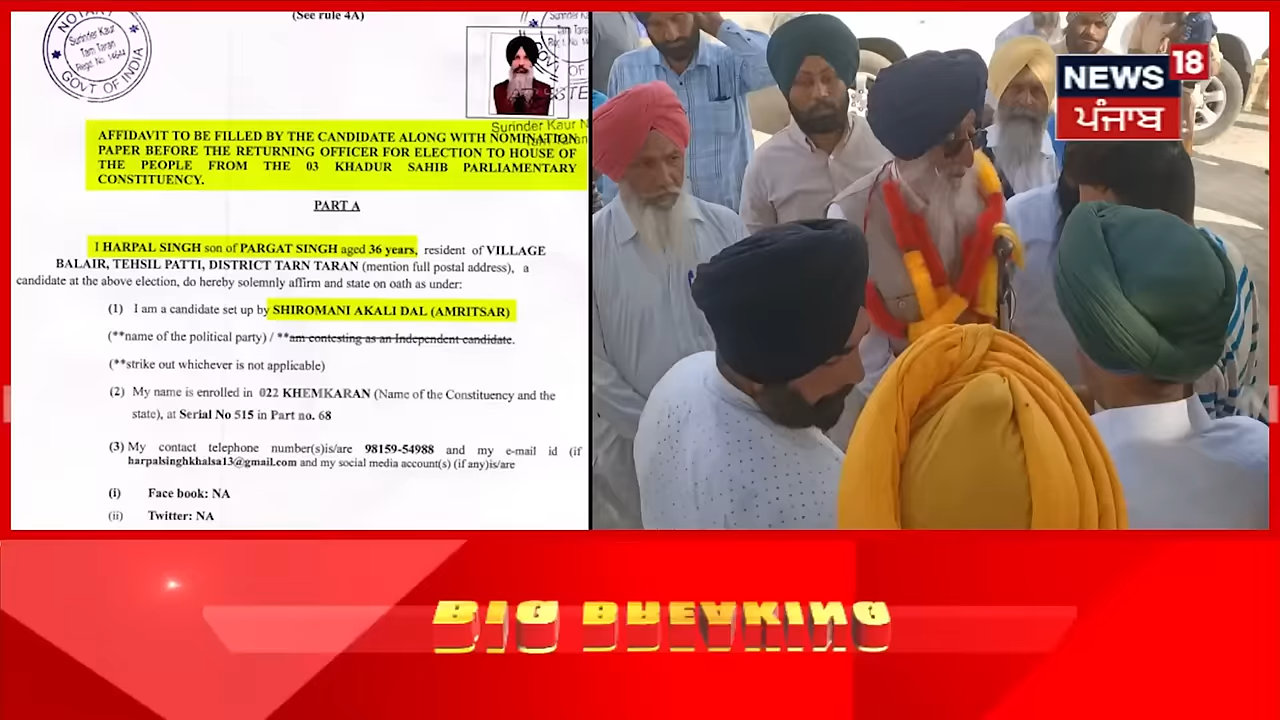 (See rule 4A)
NOTARY
Surinder Kaur
Tarn Taran
GOVT OF INDIA
Surinder Kaur N
Tarn Taran
AFFIDAVIT TO BE FILLED BY THE CANDIDATE ALONG WITH NOMINATION
PAPER BEFORE THE RETURNING OFFICER FOR ELECTION TO HOUSE OF
THE PEOPLE FROM THE 03 KHADUR SAHIB PARLIAMENTARY
CONSTITUENCY.
PART A
I HARPAL SINGH son of PARGAT SINGH aged 36 years, resident of VILLAGE
BALAIR, TEHSIL PATTI, DISTRICT TARN TARAN (mention full postal address), a
candidate at the above election, do hereby solemnly affirm and state on oath as under:
(1) I am a candidate set up by SHIROMANI AKALI DAL (AMRITSAR)
(**name of the political party) / **am contesting as an Independent candidate.
(**strike out whichever is not applicable)
(2) My name is enrolled in 022 KHEMKARAN (Name of the Constituency and the
state), at Serial No 515 in Part no. 68
(3) My contact telephone number(s)is/are 98159-54988 and my e-mail id (if
harpalsinghkhalsa13@gmail.com and my social media account(s) (if any)is/are
(i) Face book: NA
(ii) Twitter: NA
NEWS 18
ਪੰਜਾਬ
BIG BREAKING